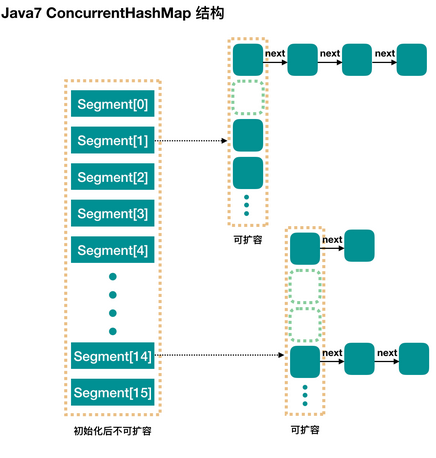 Java7 ConcurrentHashMap 结构
next next next
Segment[0]
Segment[1]
Segment[2]
Segment[3]
Segment[4]
可扩容
next
Segment[14]
next next
Segment[15]
初始化后不可扩容
可扩容